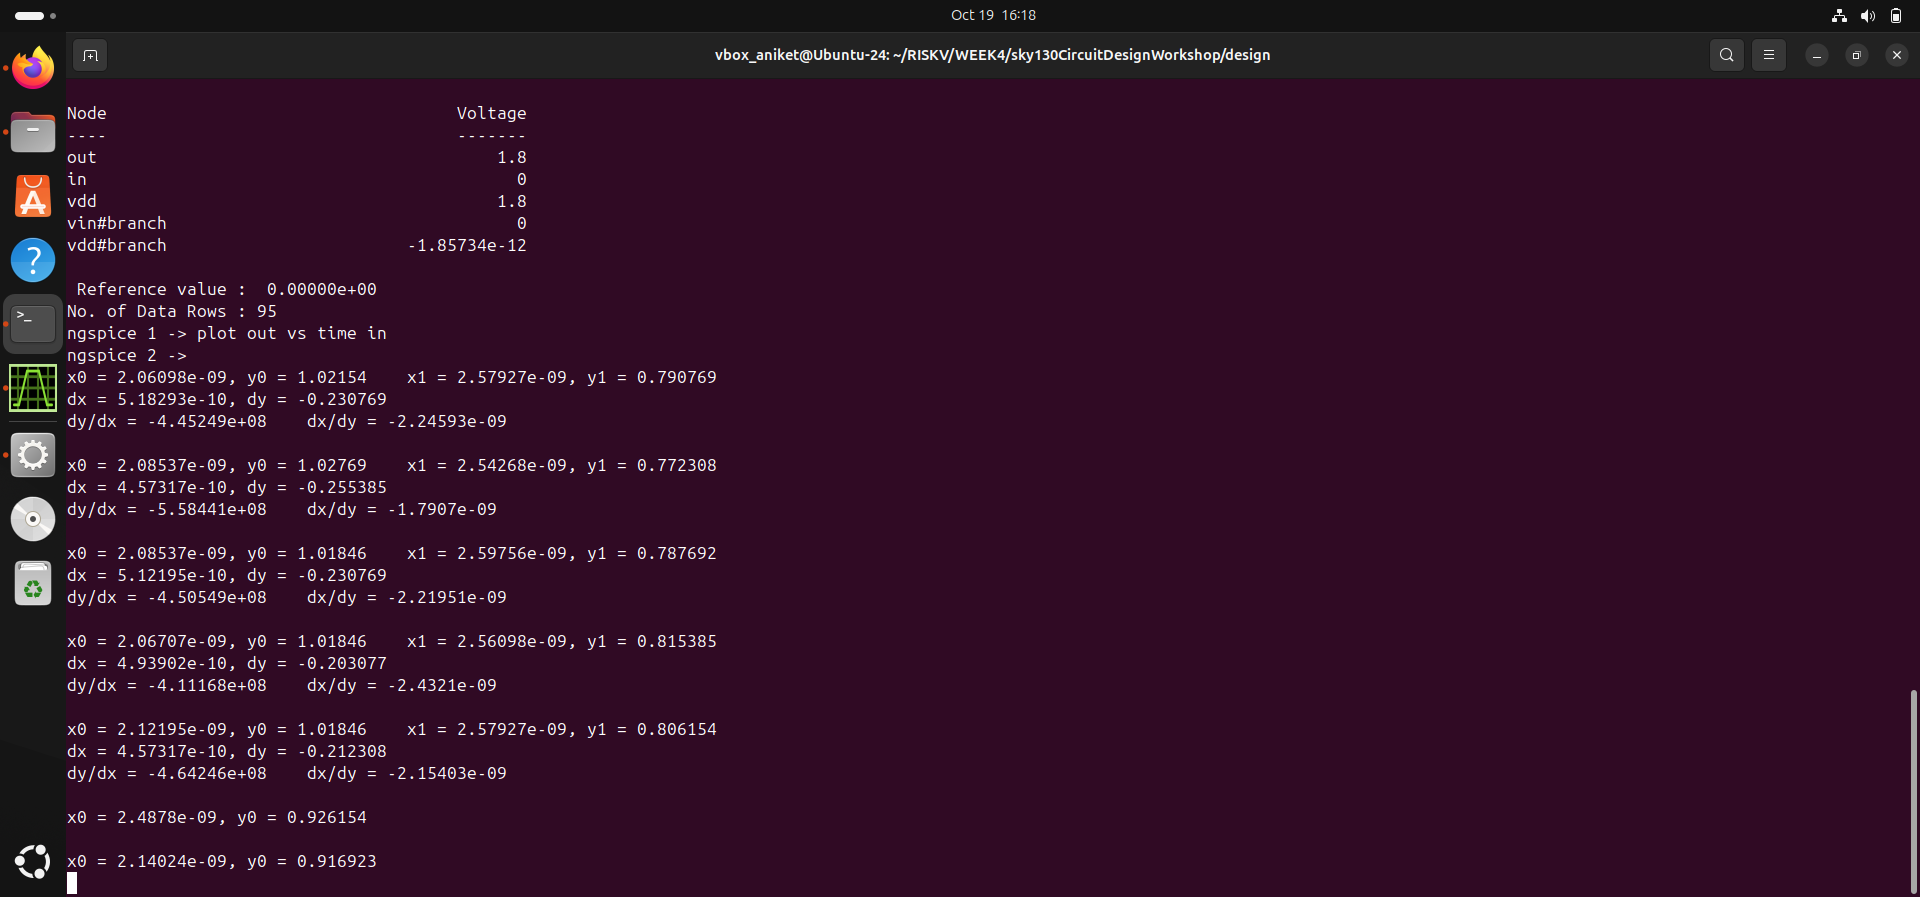 Oct 19 16:18
vbox_aniket@Ubuntu-24: ~/RISKV/WEEK4/sky130CircuitDesignWorkshop/design
Node Voltage
---- -------
out 1.8
in 0
vdd 1.8
vin#branch 0
vdd#branch -1.85734e-12
Reference value : 0.00000e+00
No. of Data Rows : 95
ngspice 1 -> plot out vs time in
ngspice 2 ->
x0 = 2.06098e-09, y0 = 1.02154 x1 = 2.57927e-09, y1 = 0.790769
dx = 5.18293e-10, dy = -0.230769
dy/dx = -4.45249e+08 dx/dy = -2.24593e-09
x0 = 2.08537e-09, y0 = 1.02769 x1 = 2.54268e-09, y1 = 0.772308
dx = 4.57317e-10, dy = -0.255385
dy/dx = -5.58441e+08 dx/dy = -1.7907e-09
x0 = 2.08537e-09, y0 = 1.01846 x1 = 2.59756e-09, y1 = 0.787692
dx = 5.12195e-10, dy = -0.230769
dy/dx = -4.50549e+08 dx/dy = -2.21951e-09
x0 = 2.06707e-09, y0 = 1.01846 x1 = 2.56098e-09, y1 = 0.815385
dx = 4.93902e-10, dy = -0.203077
dy/dx = -4.11168e+08 dx/dy = -2.4321e-09
x0 = 2.12195e-09, y0 = 1.01846 x1 = 2.57927e-09, y1 = 0.806154
dx = 4.57317e-10, dy = -0.212308
dy/dx = -4.64246e+08 dx/dy = -2.15403e-09
x0 = 2.4878e-09, y0 = 0.926154
x0 = 2.14024e-09, y0 = 0.916923